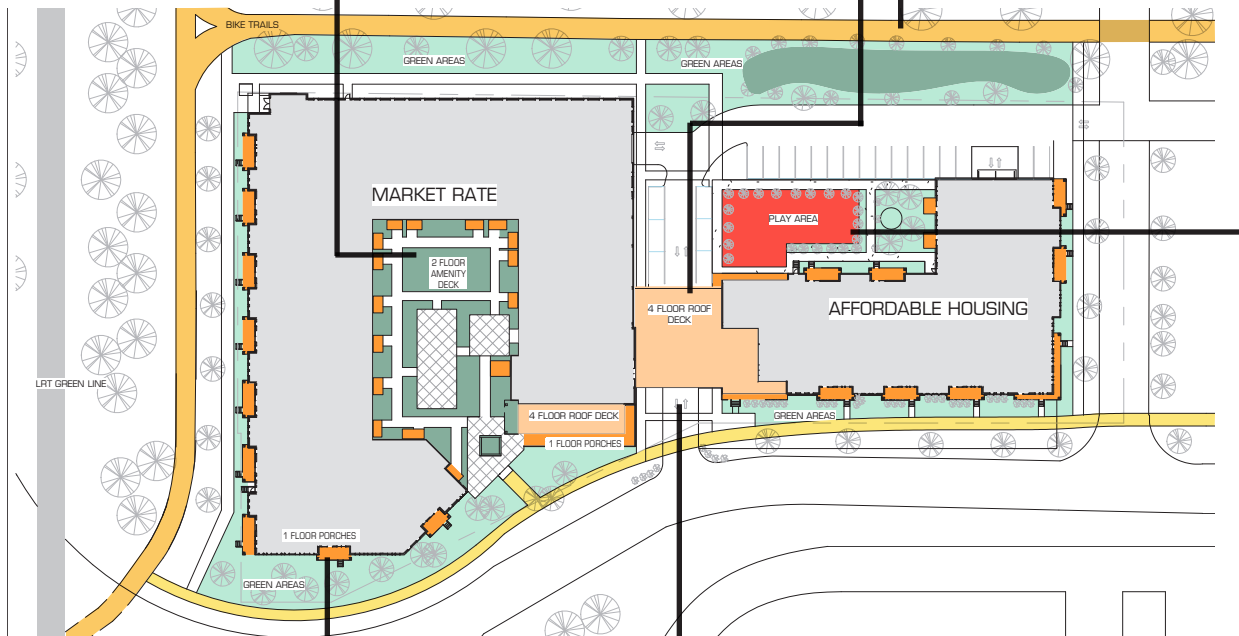 BIKE TRAILS
GREEN AREAS
GREEN AREAS
MARKET RATE
PLAY AREA
2 FLOOR
AMENITY
DECK
4 FLOOR ROOF
DECK
AFFORDABLE HOUSING
LRT GREEN LINE
4 FLOOR ROOF DECK
GREEN AREAS
1 FLOOR PORCHES
1 FLOOR PORCHES
GREEN AREAS